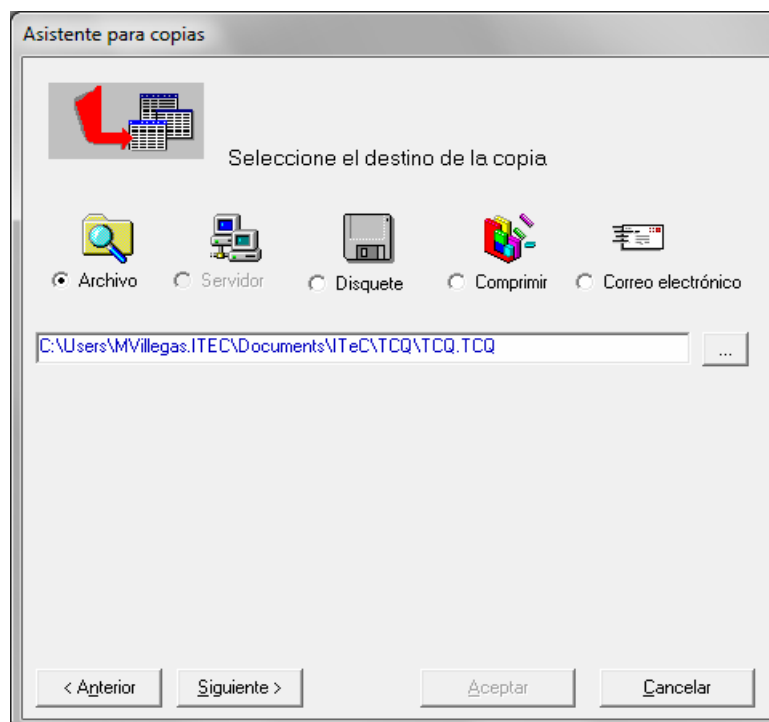 Asistente para copias
Seleccione el destino de la copia
Archivo Servidor Disquete Comprimir Correo electrónico
C:\Users\MVillegas.ITEC\Documents\ITeC\TCQ\TCQ.TCQ ...
< Anterior Siguiente > Aceptar Cancelar